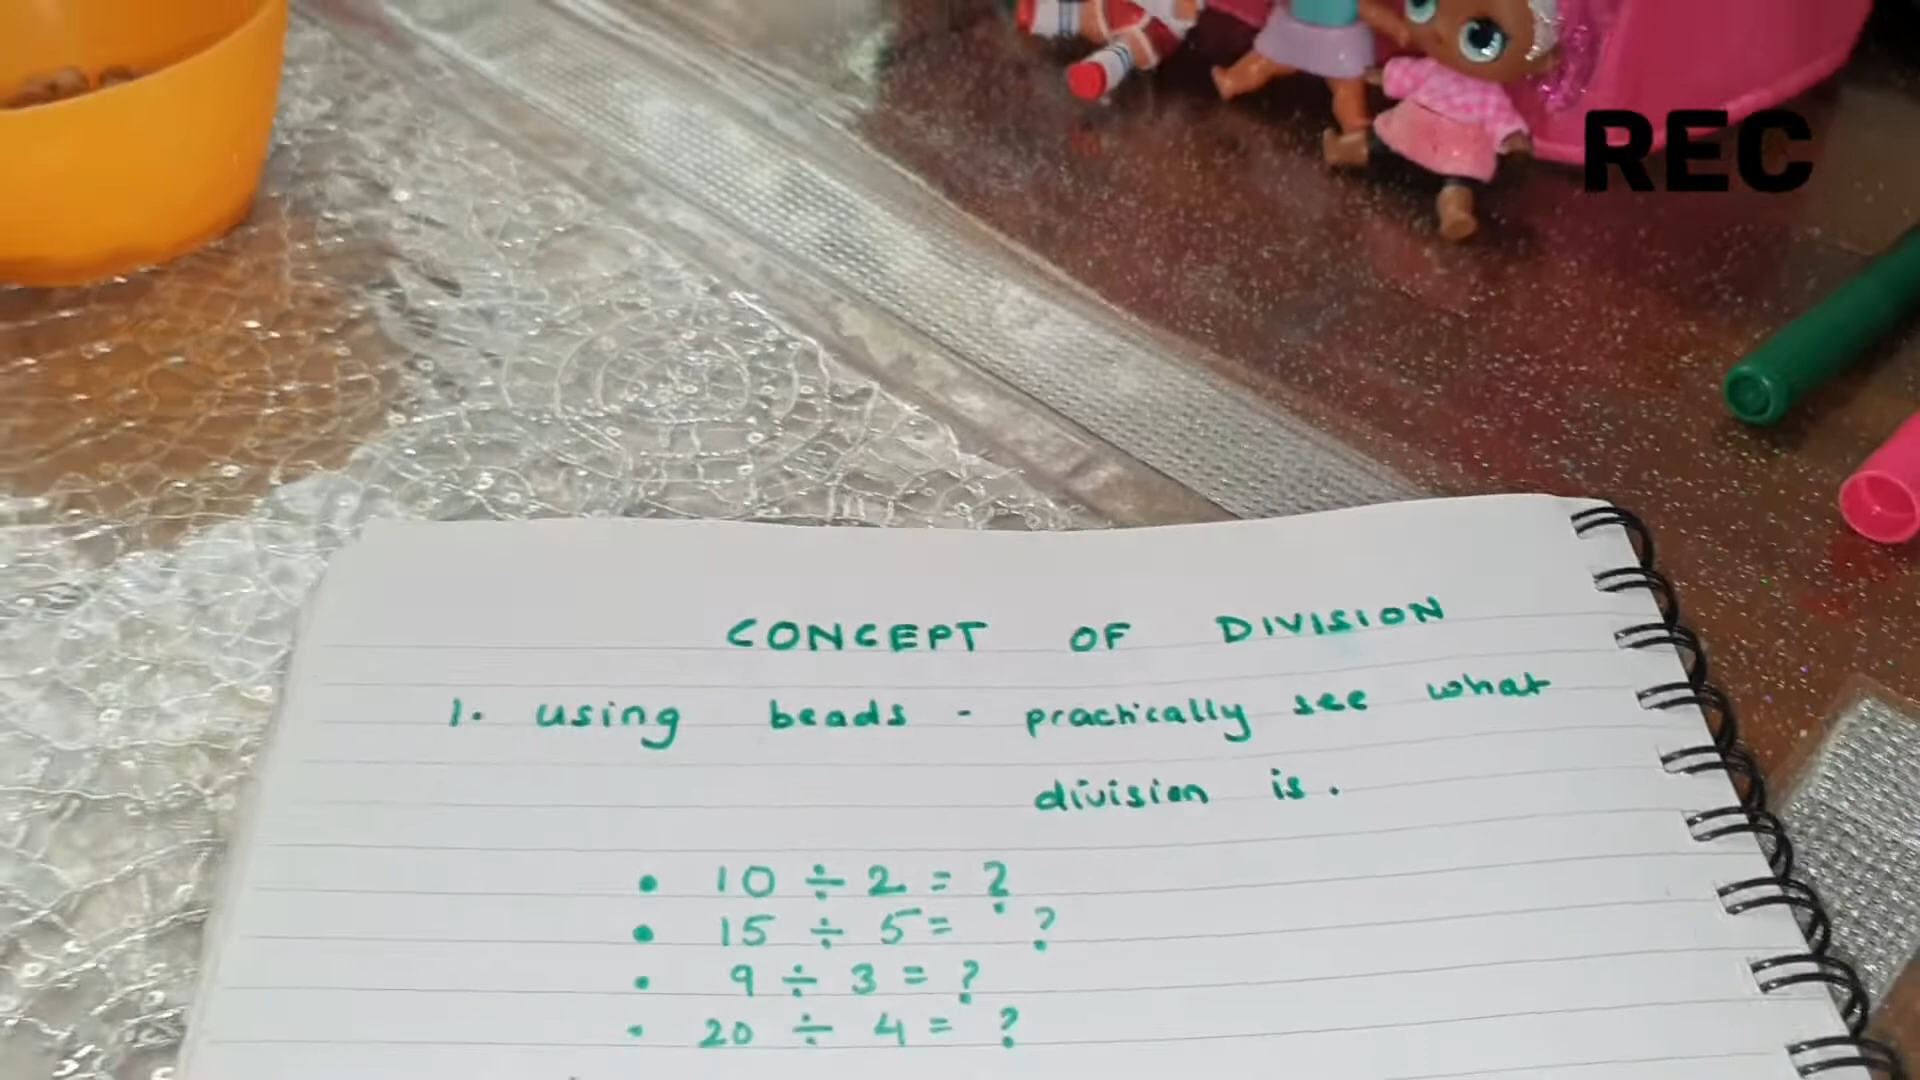 REC
CONCEPT OF DIVISION
1. using beads - practically see what
division is.
• 10 ÷ 2 = ?
• 15 ÷ 5 = ?
• 9 ÷ 3 = ?
• 20 ÷ 4 = ?